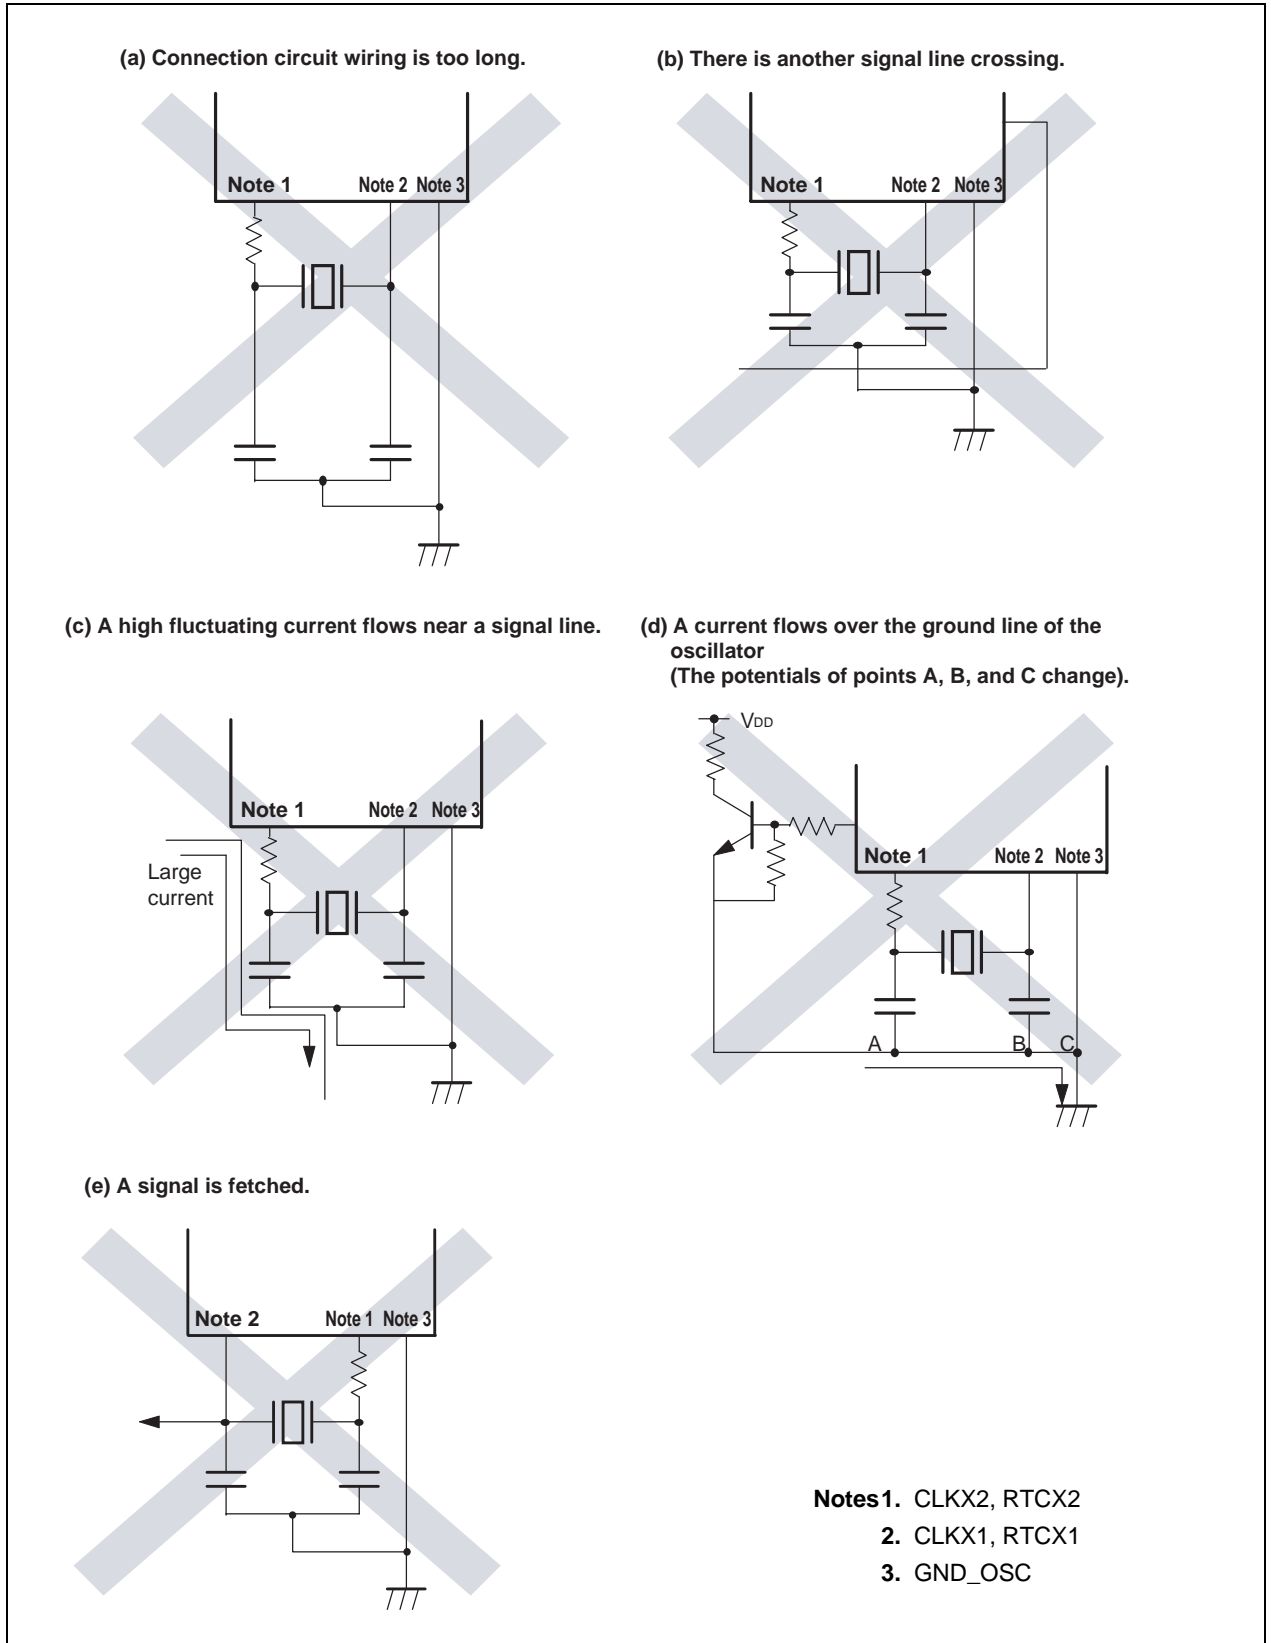 (a) Connection circuit wiring is too long.
Note 1 Note 2 Note 3
(b) There is another signal line crossing.
Note 1 Note 2 Note 3
(c) A high fluctuating current flows near a signal line.
Note 1 Note 2 Note 3
Large
current
(d) A current flows over the ground line of the
oscillator
(The potentials of points A, B, and C change).
VDD
Note 1 Note 2 Note 3
A B C
(e) A signal is fetched.
Note 2 Note 1 Note 3
Notes1. CLKX2, RTCX2
2. CLKX1, RTCX1
3. GND_OSC